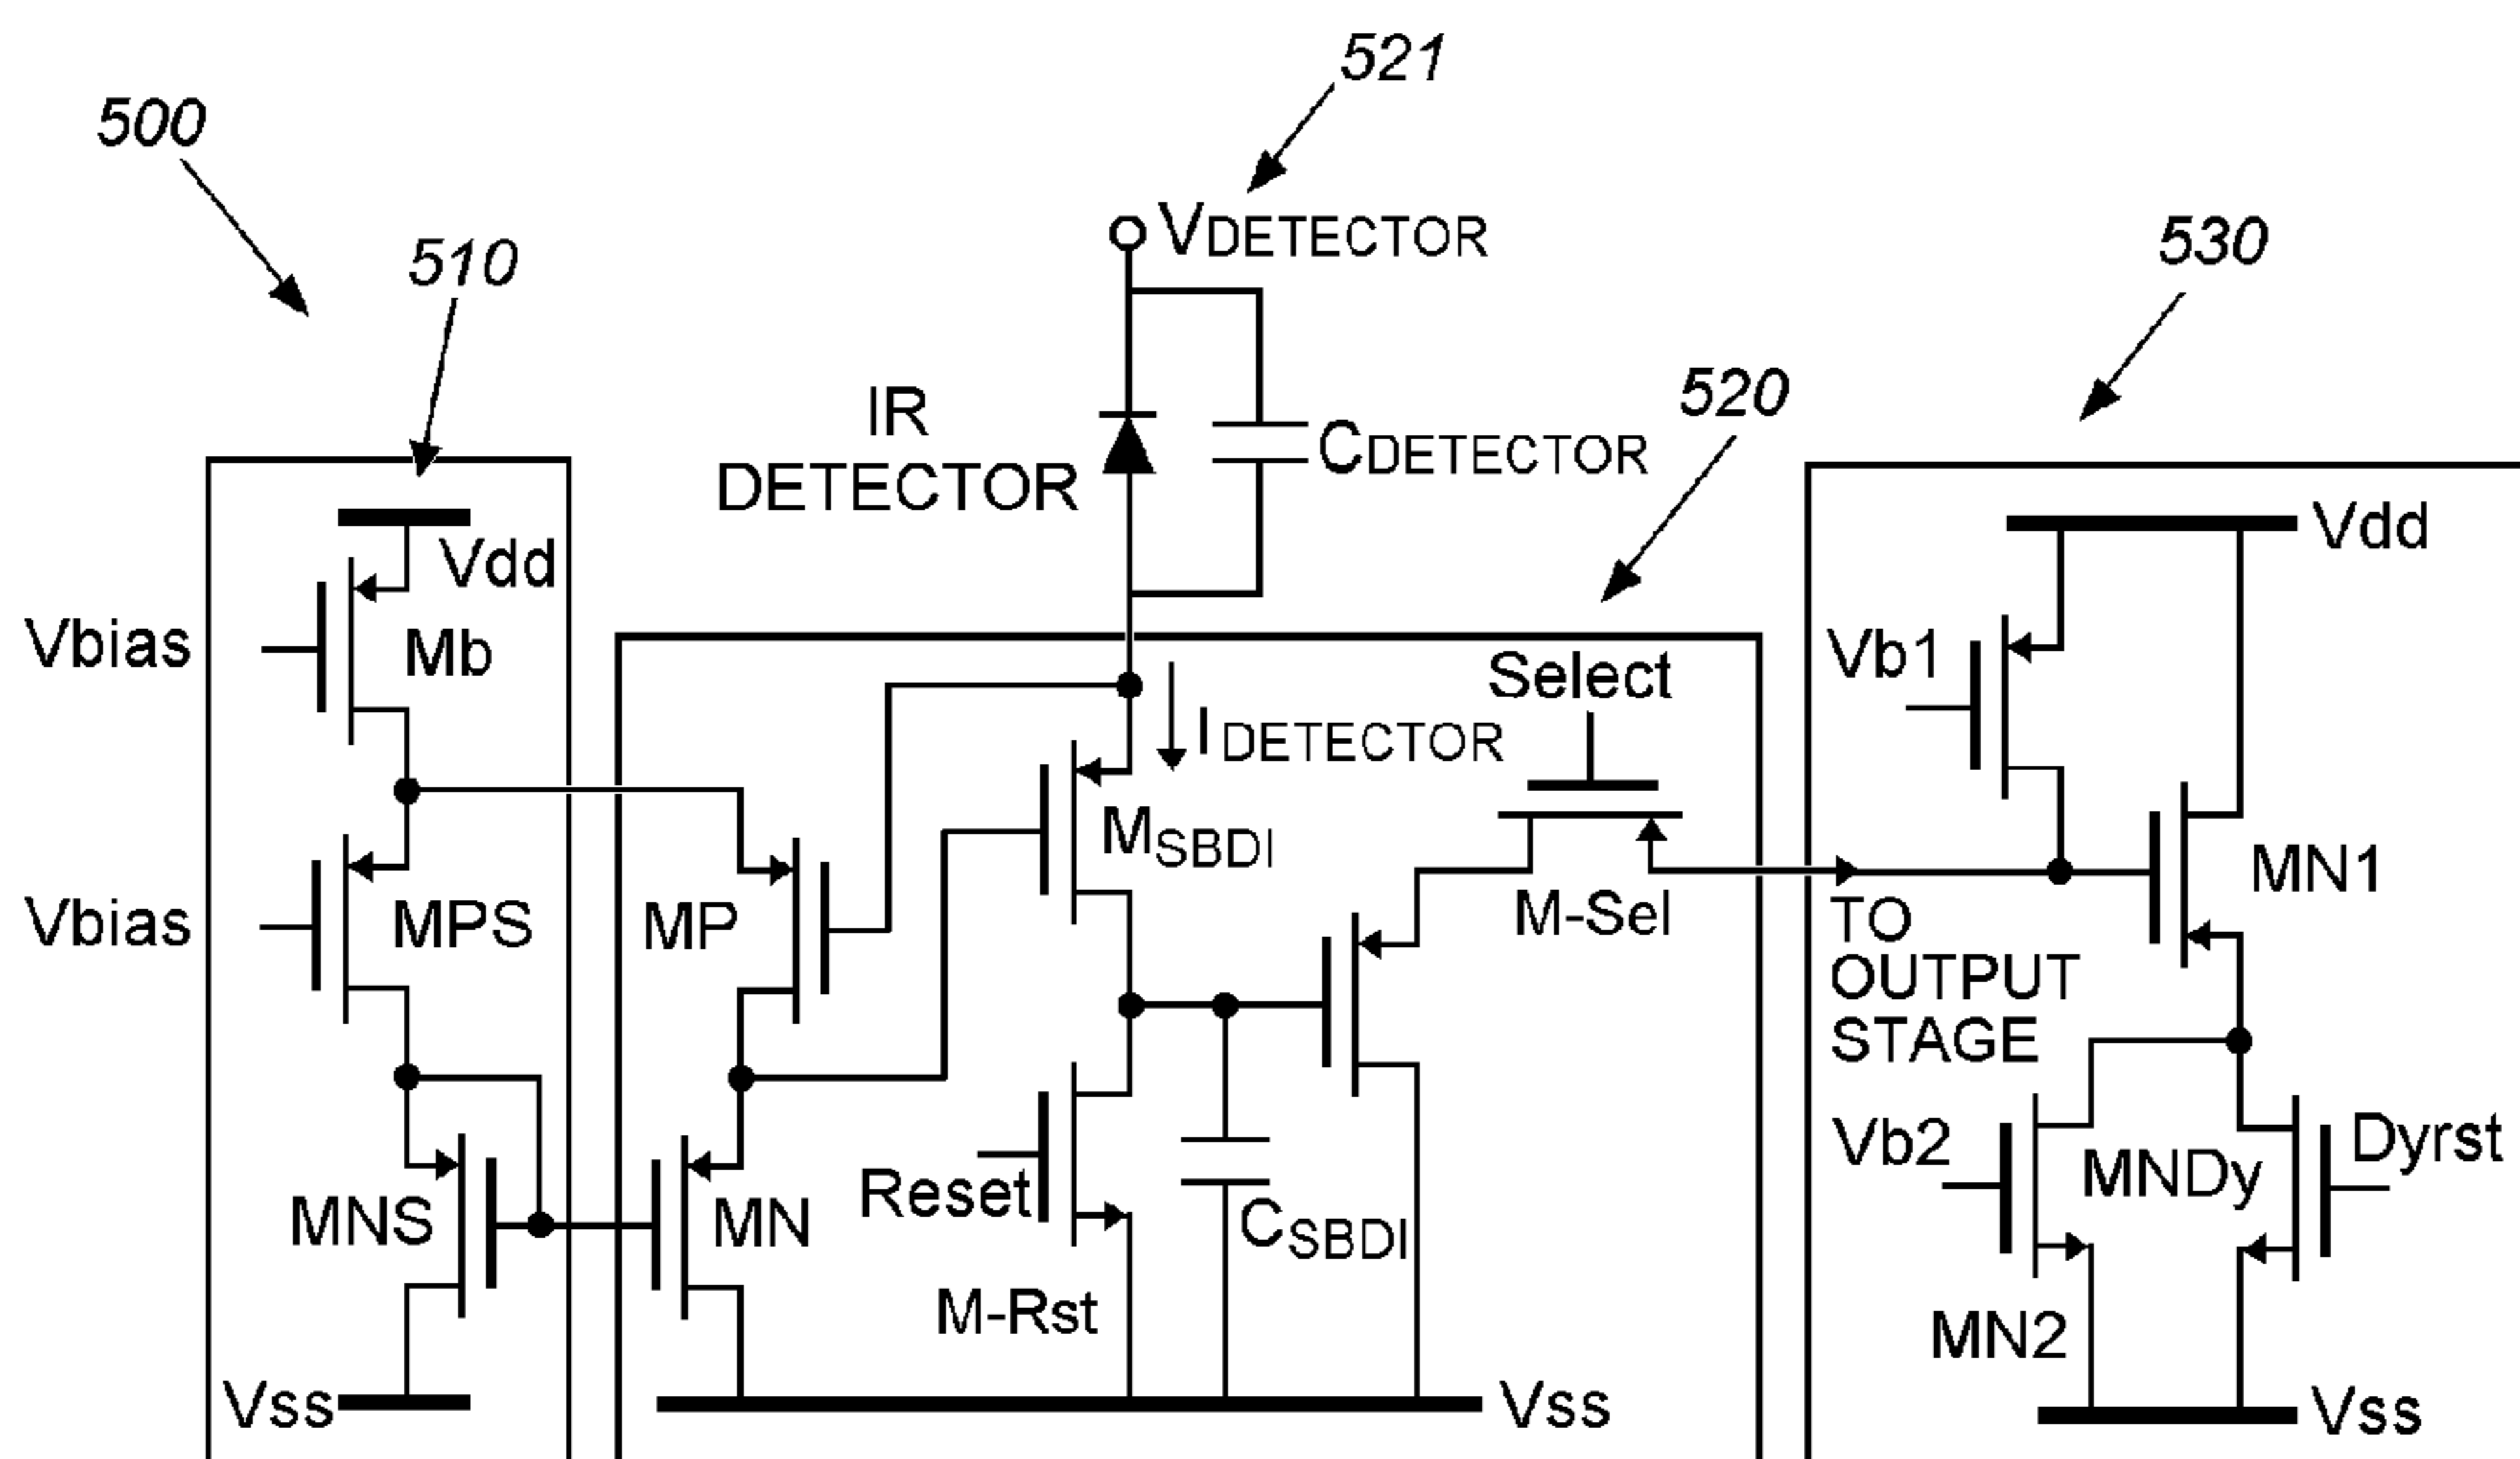 500
510
521
VDETECTOR
530
520
IR
DETECTOR
CDETECTOR
Vdd
Vbias
Mb
Vbias
MPS
MNS
Vss
MP
MN
IDETECTOR
MSBDI
Select
M-Sel
Reset
M-Rst
CSBDI
Vss
TO
OUTPUT
STAGE
Vdd
Vb1
MN1
Vb2
MNDy
Dyrst
MN2
Vss